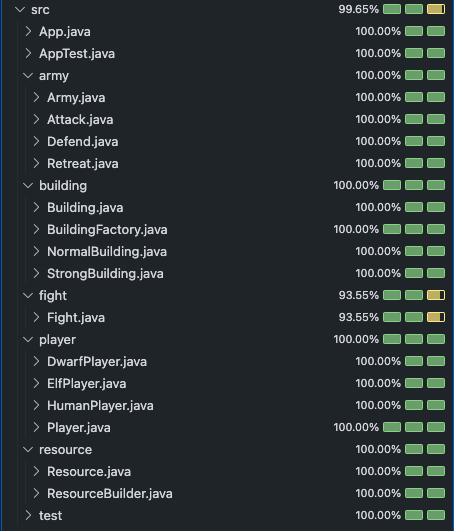 src 99.65%
App.java 100.00%
AppTest.java 100.00%
army 100.00%
Army.java 100.00%
Attack.java 100.00%
Defend.java 100.00%
Retreat.java 100.00%
building 100.00%
Building.java 100.00%
BuildingFactory.java 100.00%
NormalBuilding.java 100.00%
StrongBuilding.java 100.00%
fight 93.55%
Fight.java 93.55%
player 100.00%
DwarfPlayer.java 100.00%
ElfPlayer.java 100.00%
HumanPlayer.java 100.00%
Player.java 100.00%
resource 100.00%
Resource.java 100.00%
ResourceBuilder.java 100.00%
test 100.00%